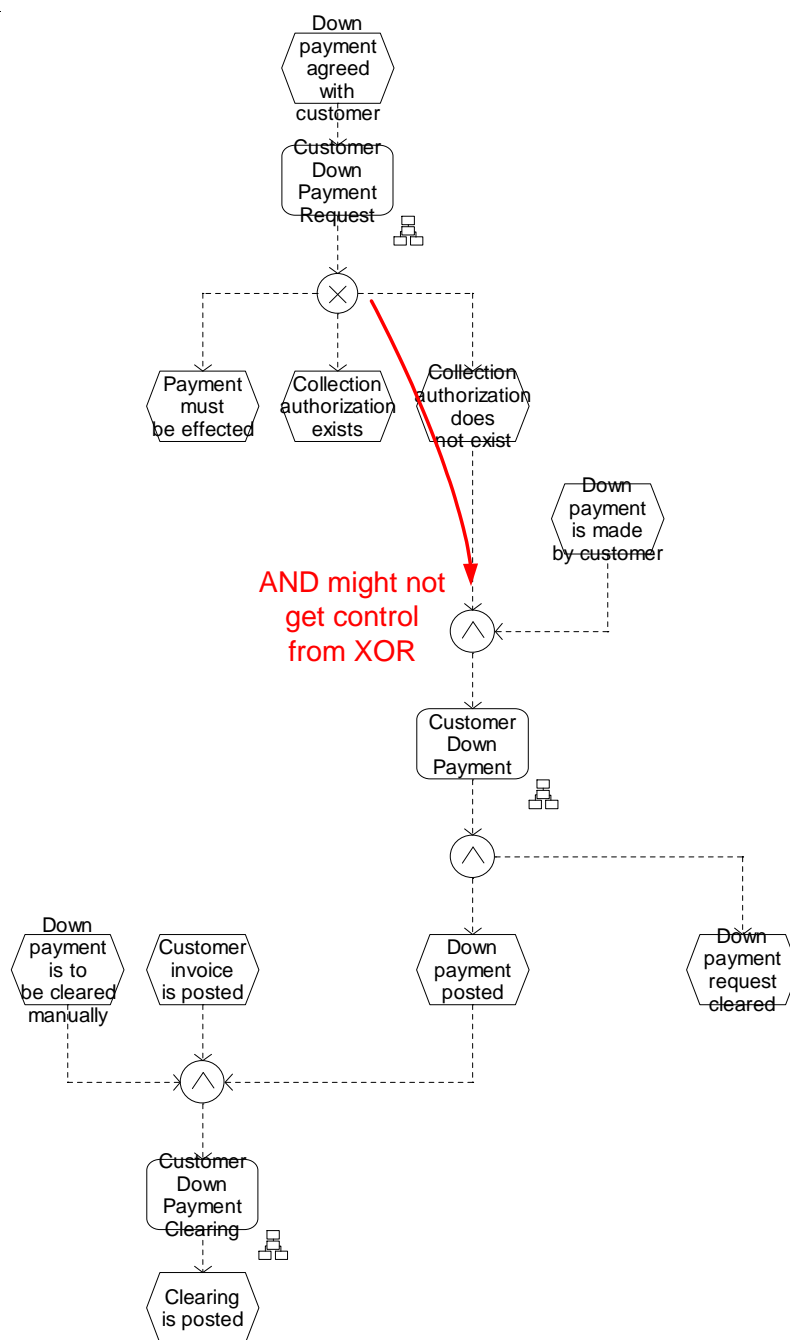 Down
payment
agreed
with
customer
Customer
Down
Payment
Request
Payment
must
be effected
Collection
authorization
exists
Collection
authorization
does
not exist
Down
payment
is made
by customer
AND might not
get control
from XOR
Customer
Down
Payment
Down
payment
is to
be cleared
manually
Customer
invoice
is posted
Down
payment
posted
Down
payment
request
cleared
Customer
Down
Payment
Clearing
Clearing
is posted